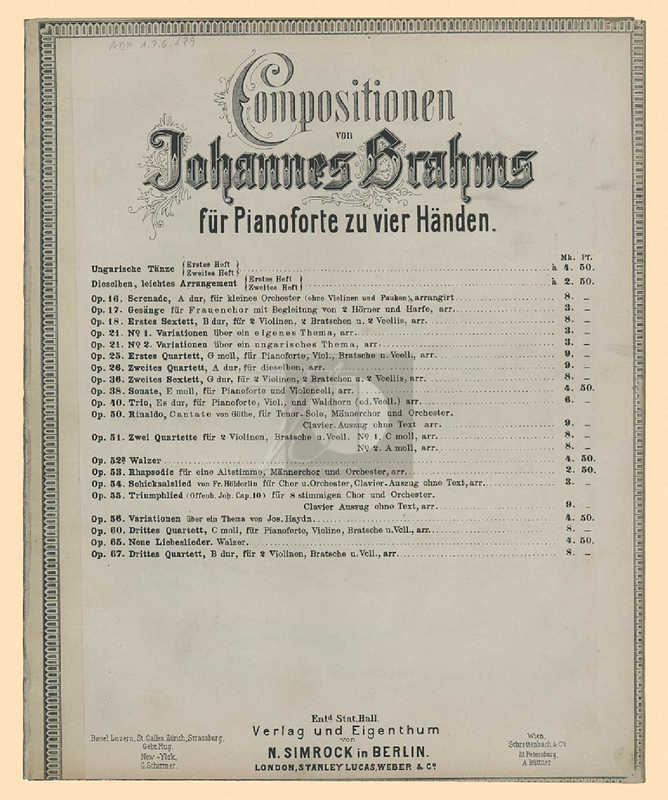 ADH 1.7.6.179
Compositionen
von
Johannes Brahms
für Pianoforte zu vier Händen.
Mk. Pf.
Ungarische Tänze {Erstes Heft / Zweites Heft} à 4. 50.
Dieselben, leichtes Arrangement {Erstes Heft / Zweites Heft} à 2. 50.
Op. 16. Serenade, A dur, für kleines Orchester (ohne Violinen und Pauken), arrangirt 8. –
Op. 17. Gesänge für Frauenchor mit Begleitung von 2 Hörner und Harfe, arr. 3. –
Op. 18. Erstes Sextett, B dur, für 2 Violinen, 2 Bratschen u. 2 Vcellis, arr. 8. –
Op. 21. No 1. Variationen über ein eigenes Thema, arr. 3. –
Op. 21. No 2. Variationen über ein ungarisches Thema, arr. 3. –
Op. 25. Erstes Quartett, G moll, für Pianoforte, Viol., Bratsche u. Vcell., arr. 9. –
Op. 26. Zweites Quartett, A dur, für dieselben, arr. 9. –
Op. 36. Zweites Sextett, G dur, für 2 Violinen, 2 Bratschen u. 2 Vcellis, arr. 8. –
Op. 38. Sonate, E moll, für Pianoforte und Violoncell, arr. 4. 50.
Op. 40. Trio, Es dur, für Pianoforte, Viol., und Waldhorn (od. Vcell.) arr. 6. –
Op. 50. Rinaldo, Cantate von Göthe, für Tenor-Solo, Männerchor und Orchester.
Clavier-Auszug ohne Text arr. 9. –
Op. 51. Zwei Quartette für 2 Violinen, Bratsche u. Vcell. No 1. C moll, arr. 8. –
No 2. A moll, arr. 8. –
Op. 52a Walzer 4. 50.
Op. 53. Rhapsodie für eine Altstimme, Männerchor und Orchester, arr. 2. 50.
Op. 54. Schicksalslied von Fr. Hölderlin für Chor u. Orchester, Clavier-Auszug ohne Text, arr. 3. –
Op. 55. Triumphlied (Offenb. Joh. Cap. 19) für 8 stimmigen Chor und Orchester.
Clavier Auszug ohne Text, arr. 9. –
Op. 56. Variationen über ein Thema von Jos. Haydn. 4. 50.
Op. 60. Drittes Quartett, C moll, für Pianoforte, Violine, Bratsche u. Vell., arr. 8. –
Op. 65. Neue Liebeslieder. Walzer. 4. 50.
Op. 67. Drittes Quartett, B dur, für 2 Violinen, Bratsche u. Vell., arr. 8. –
Entd Stat. Hall.
Verlag und Eigenthum
von
N. SIMROCK in BERLIN.
LONDON, STANLEY LUCAS, WEBER & Co.
Basel, Luzern, St. Gallen, Zürich, Strassburg,
Gebr. Hug.
New-York,
G. Schirmer.
Wien,
Schrottenbach & Co
St Petersburg,
A. Büttner